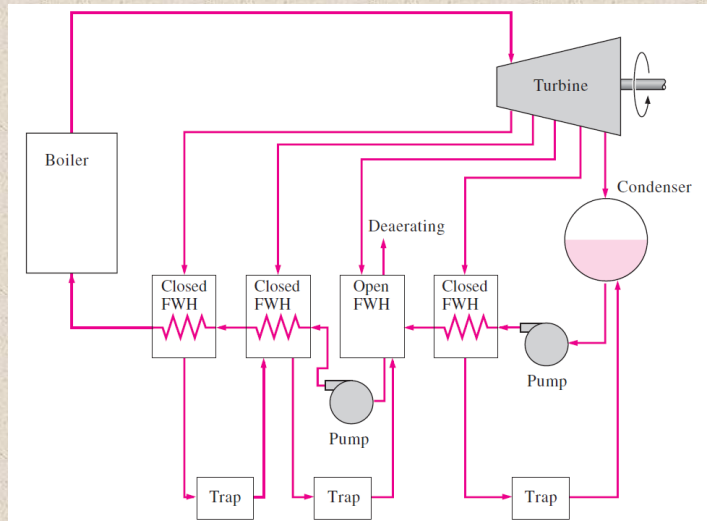 Turbine
Boiler
Condenser
Deaerating
Closed
FWH
Closed
FWH
Open
FWH
Closed
FWH
Pump
Pump
Trap
Trap
Trap